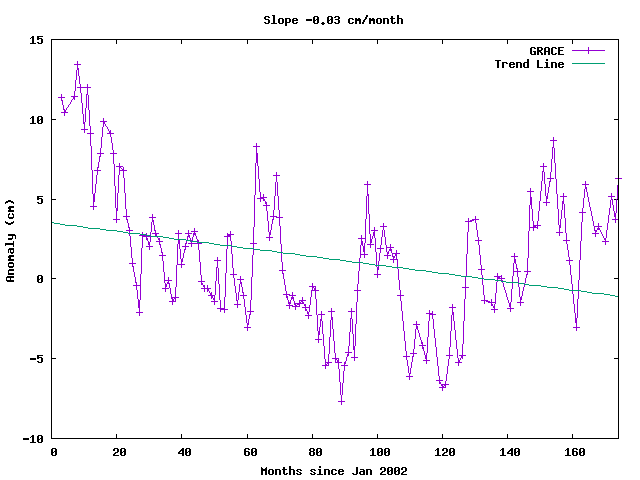 Slope -0.03 cm/month
GRACE
Trend Line
15
10
5
0
-5
-10
Anomaly (cm)
0 20 40 60 80 100 120 140 160
Months since Jan 2002